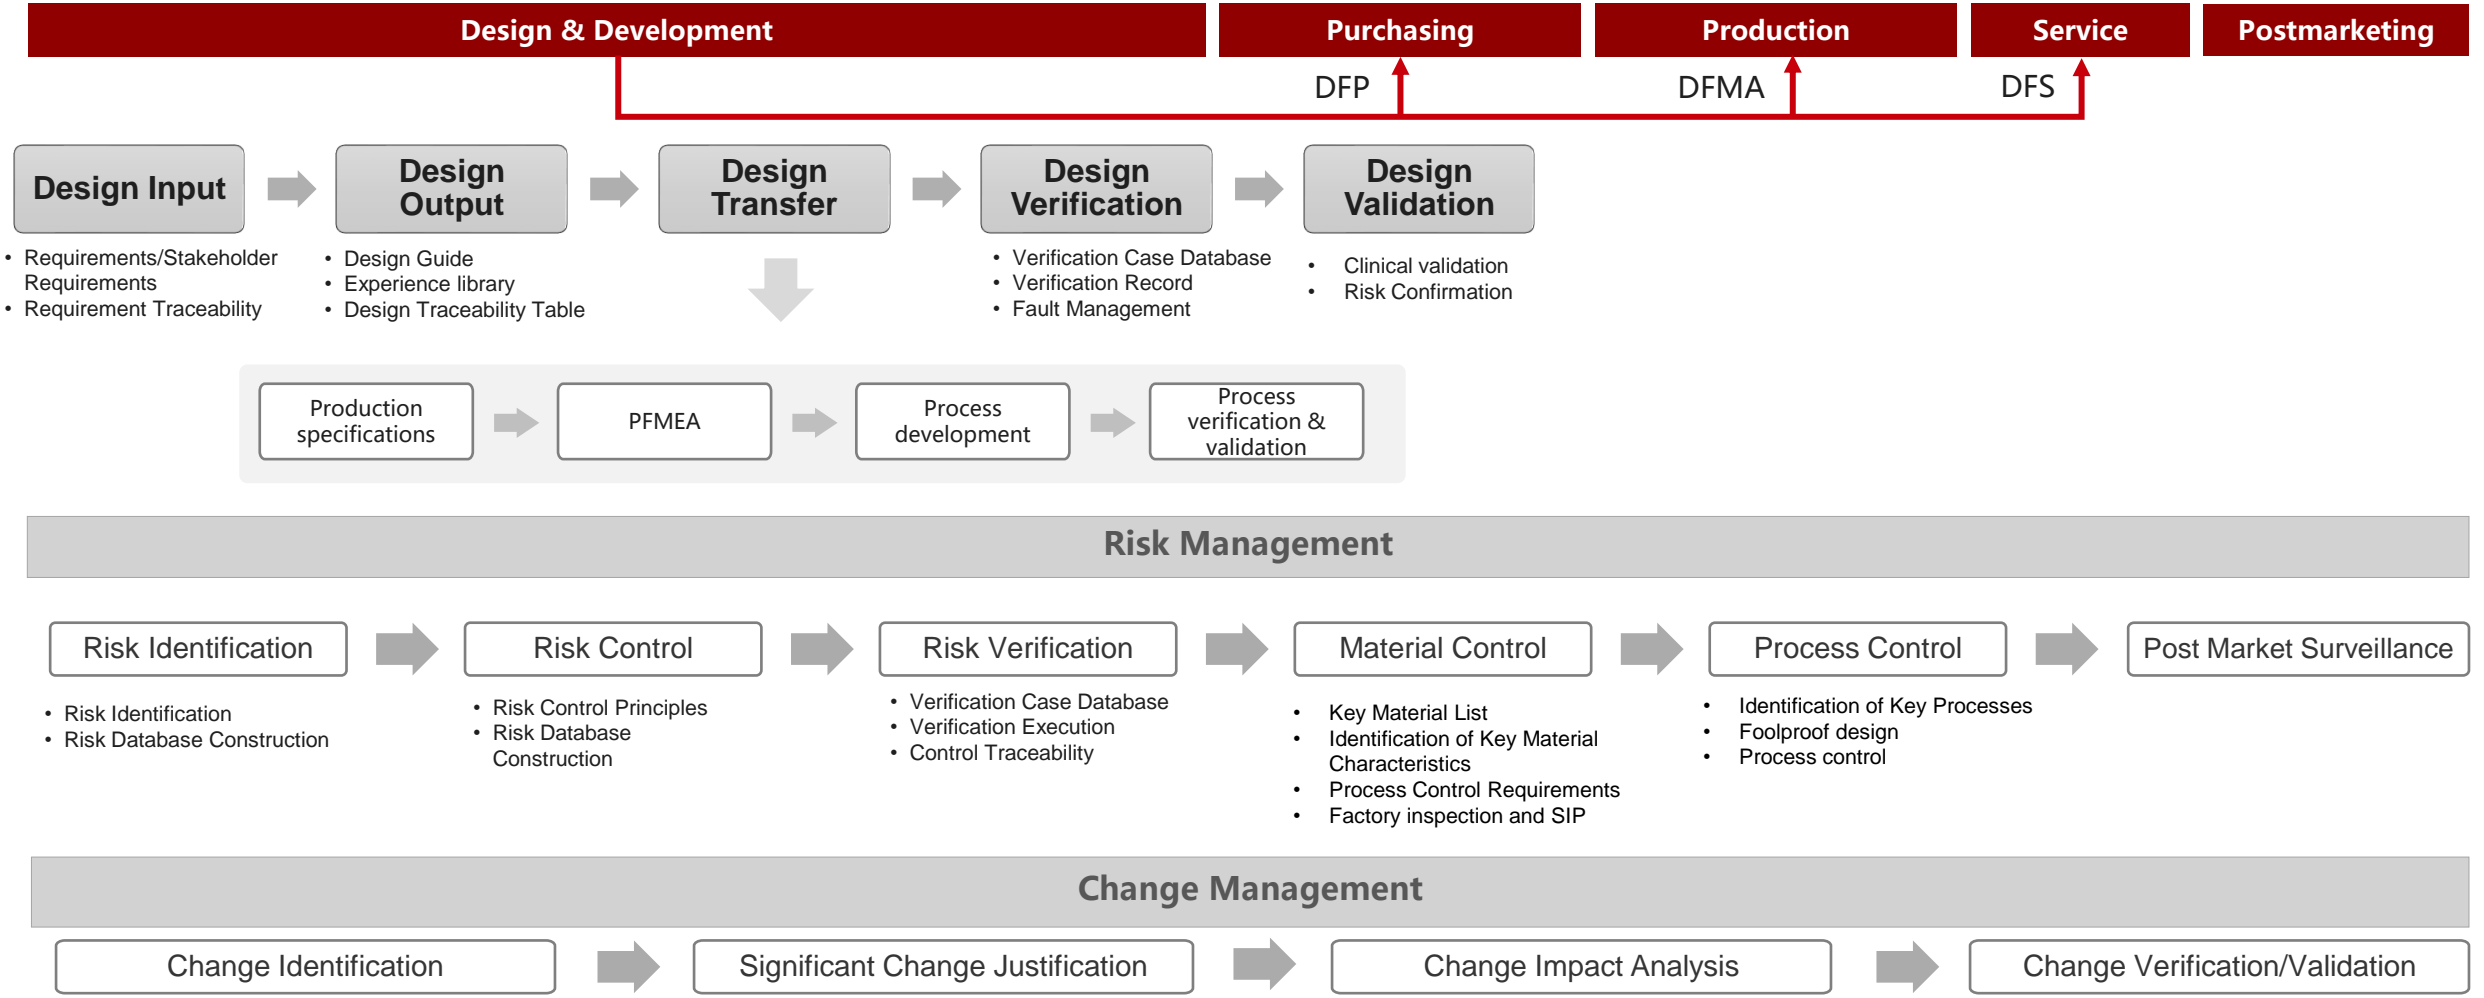 Design & Development
Purchasing
Production
Service
Postmarketing
DFP
DFMA
DFS
Design Input
Design
Output
Design
Transfer
Design
Verification
Design
Validation
• Requirements/Stakeholder
Requirements
• Requirement Traceability
• Design Guide
• Experience library
• Design Traceability Table
• Verification Case Database
• Verification Record
• Fault Management
• Clinical validation
• Risk Confirmation
Production
specifications
PFMEA
Process
development
Process
verification &
validation
Risk Management
Risk Identification
Risk Control
Risk Verification
Material Control
Process Control
Post Market Surveillance
• Risk Identification
• Risk Database Construction
• Risk Control Principles
• Risk Database
Construction
• Verification Case Database
• Verification Execution
• Control Traceability
• Key Material List
• Identification of Key Material
Characteristics
• Process Control Requirements
• Factory inspection and SIP
• Identification of Key Processes
• Foolproof design
• Process control
Change Management
Change Identification
Significant Change Justification
Change Impact Analysis
Change Verification/Validation